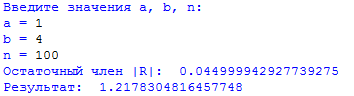 Введите значения a, b, n:
a = 1
b = 4
n = 100
Остаточный член |R|:  0.044999942927739275
Результат:  1.2178304816457748